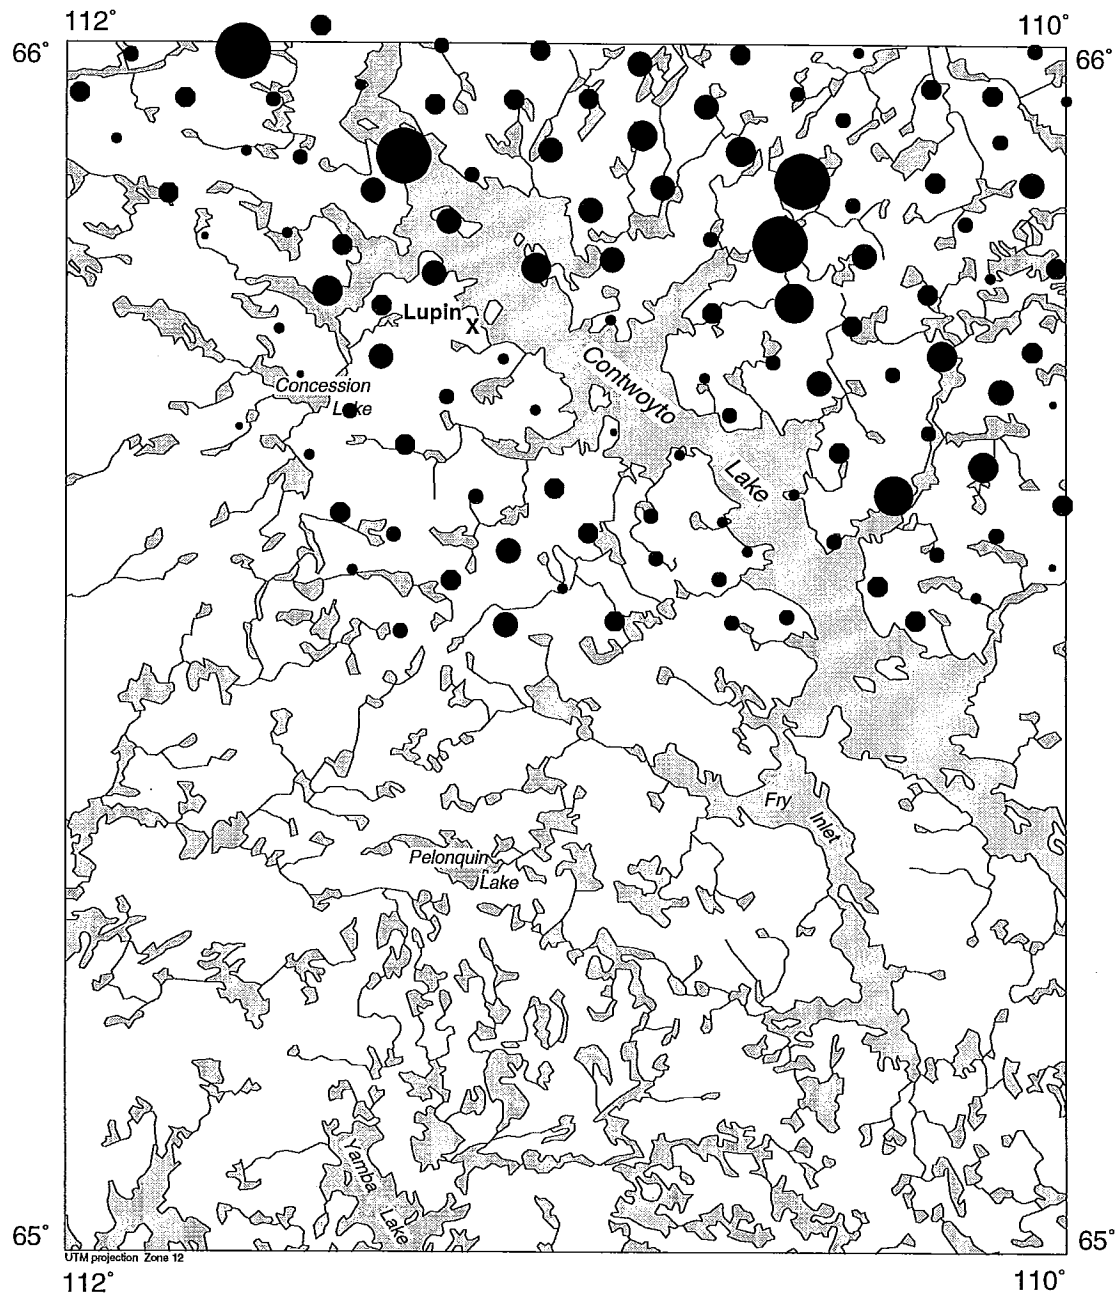 112°
110°
66°
66°
Lupin
X
Contwoyto
Concession
Lake
Lake
Fry
Inlet
Pelonquin
Lake
Yamba
Lake
65°
65°
UTM projection Zone 12
112°
110°